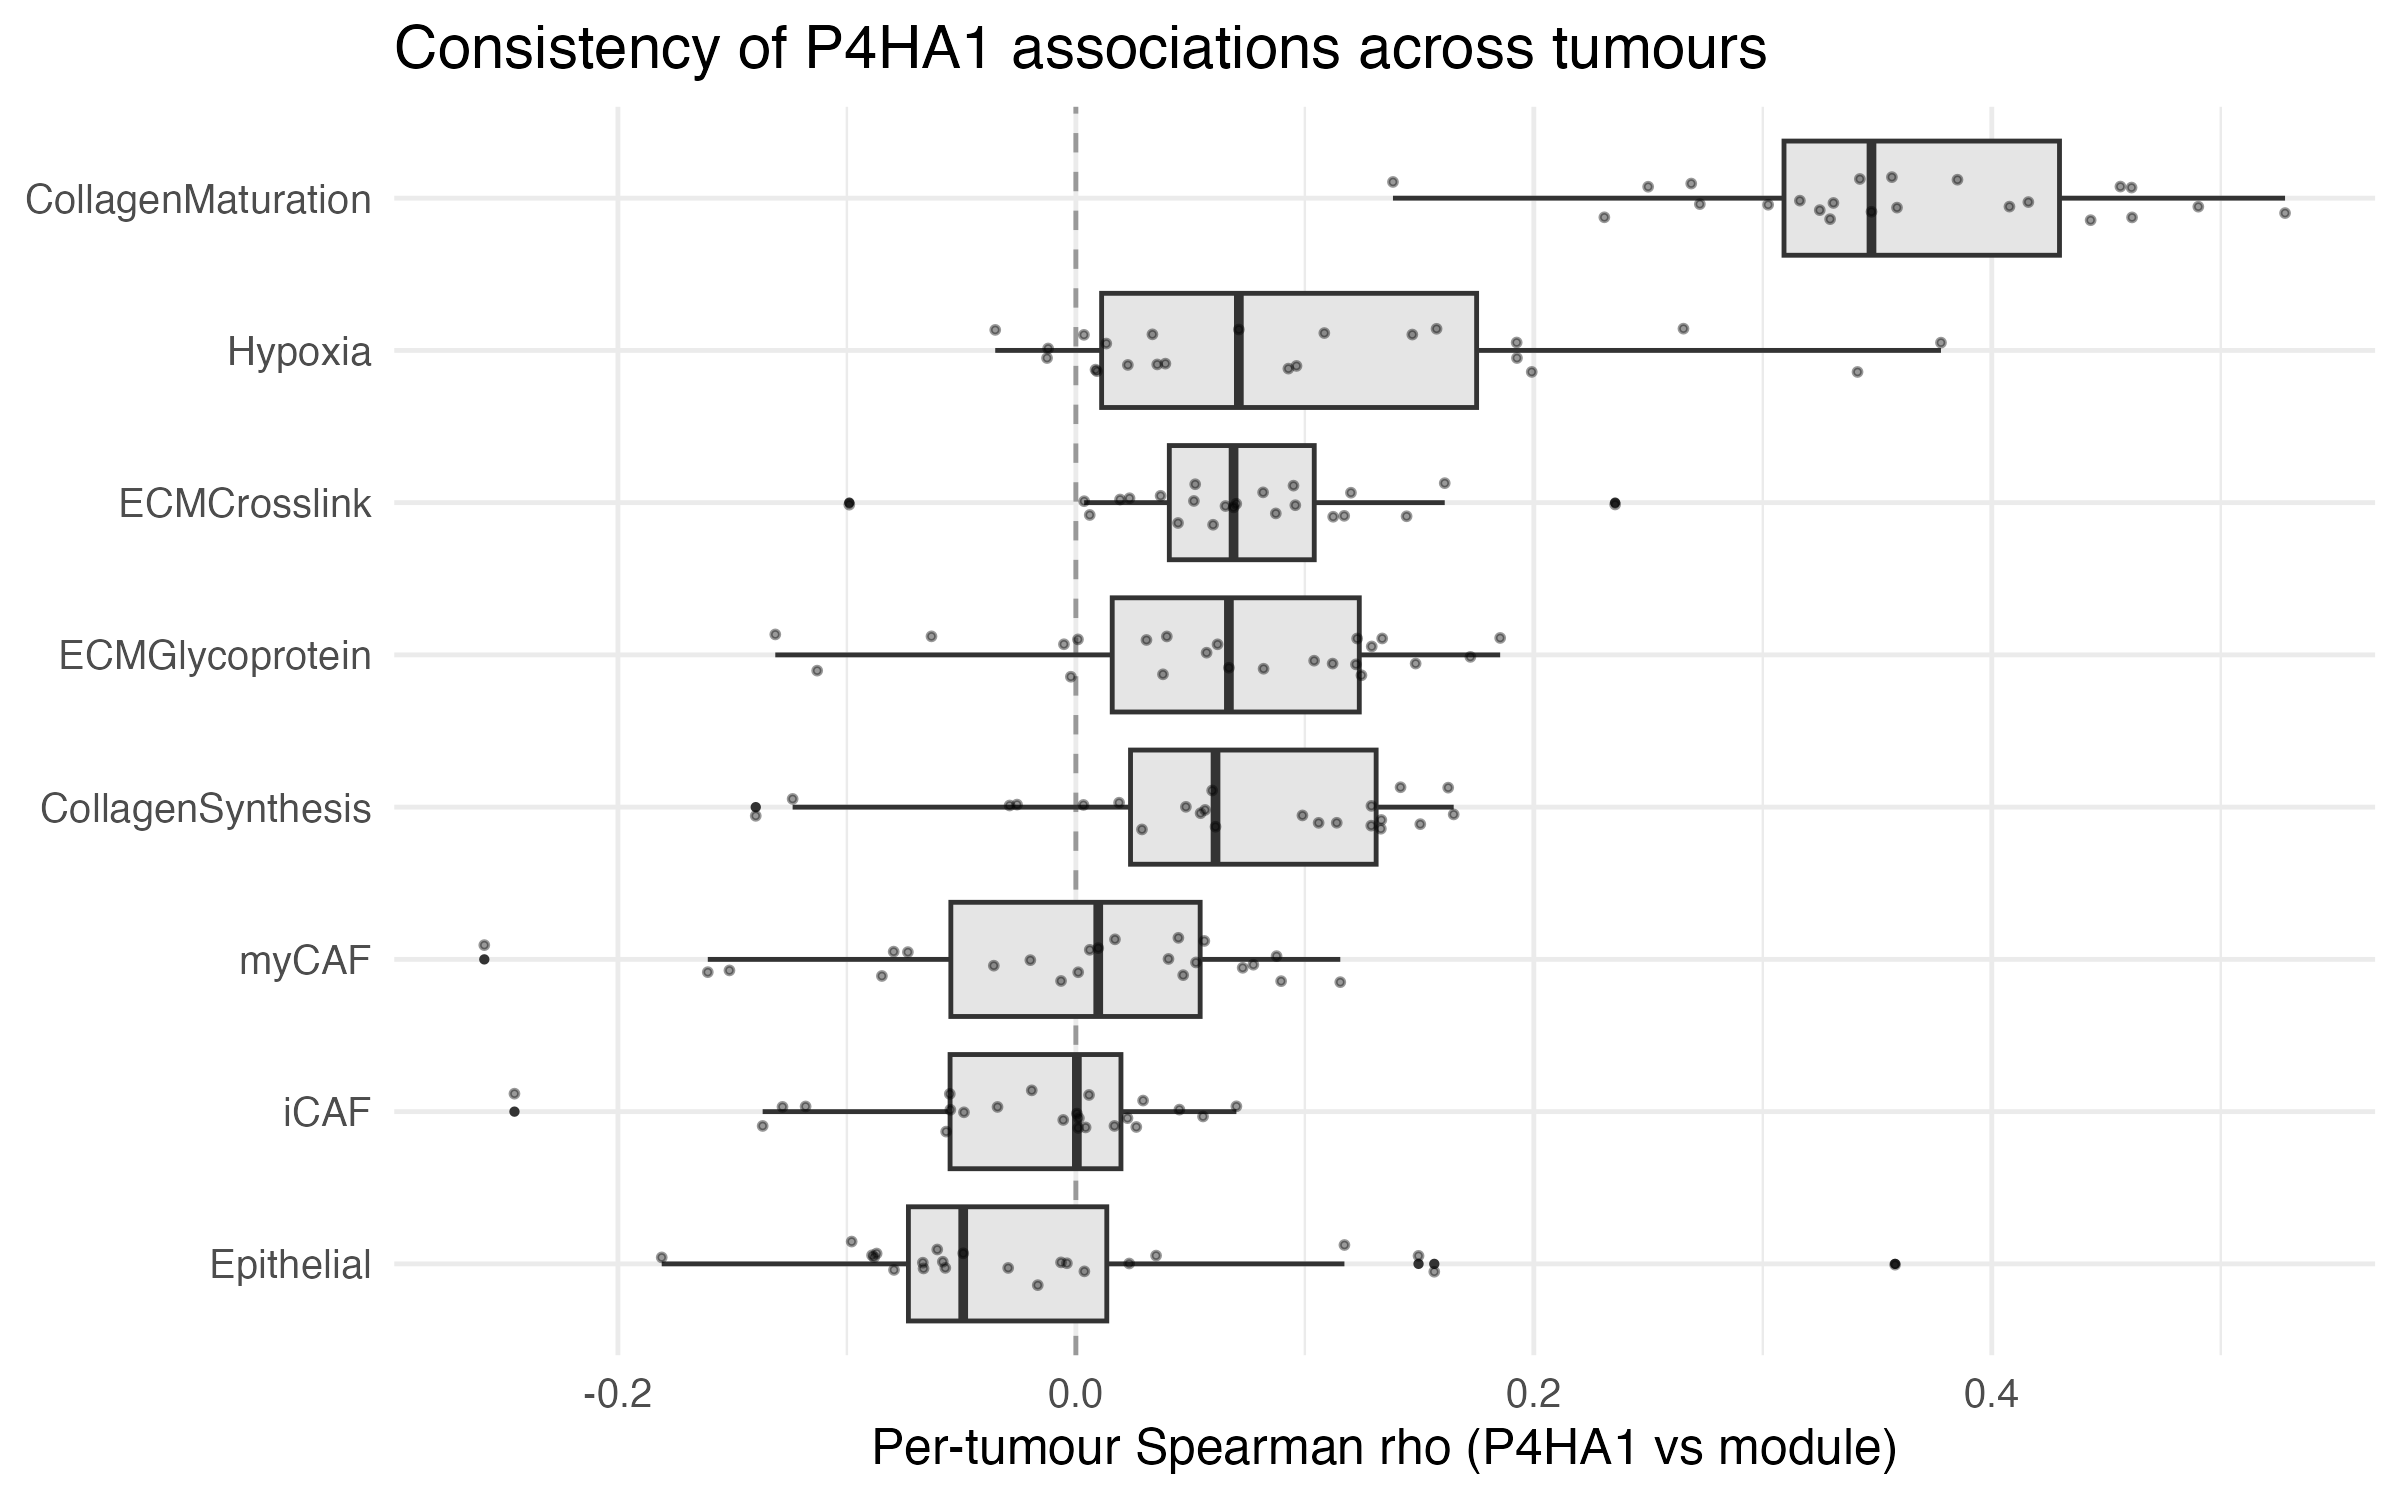 Consistency of P4HA1 associations across tumours
CollagenMaturation
Hypoxia
ECMCrosslink
ECMGlycoprotein
CollagenSynthesis
myCAF
iCAF
Epithelial
-0.2 0.0 0.2 0.4
Per-tumour Spearman rho (P4HA1 vs module)